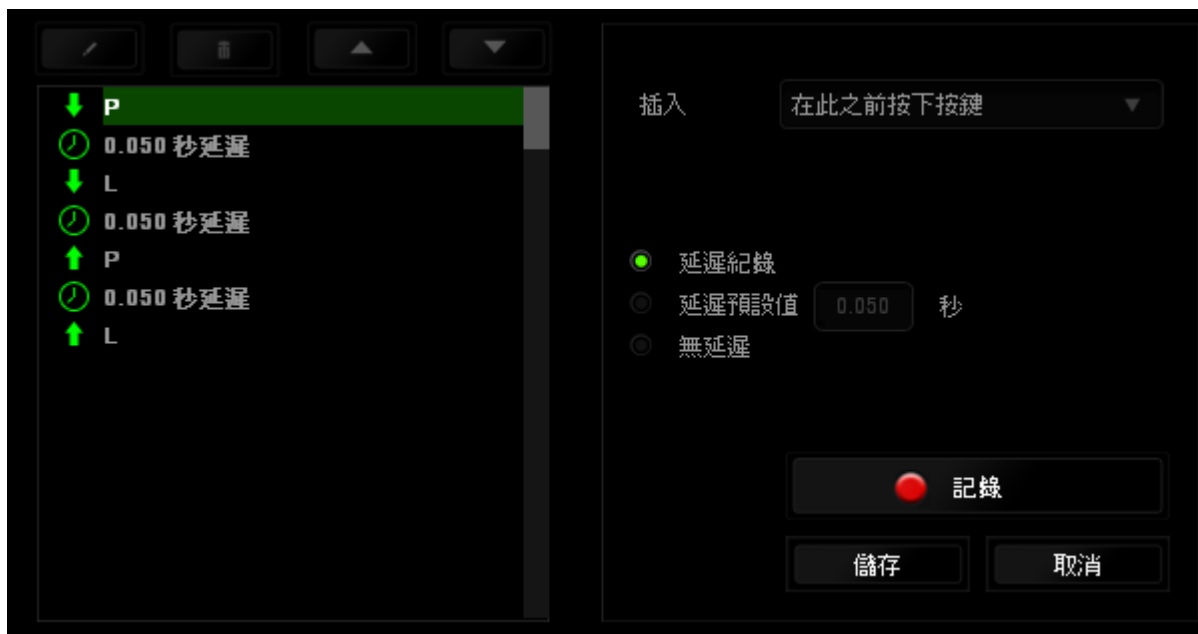 P
0.050 秒延遲
L
0.050 秒延遲
P
0.050 秒延遲
L
插入 在此之前按下按鍵
延遲紀錄
延遲預設值 0.050 秒
無延遲
記錄
儲存 取消